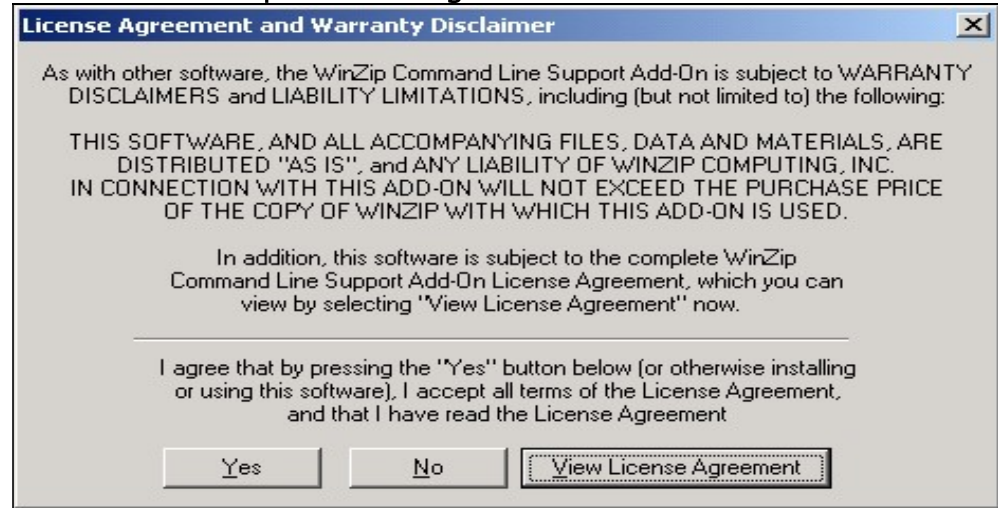 License Agreement and Warranty Disclaimer
As with other software, the WinZip Command Line Support Add-On is subject to WARRANTY
DISCLAIMERS and LIABILITY LIMITATIONS, including (but not limited to) the following:
THIS SOFTWARE, AND ALL ACCOMPANYING FILES, DATA AND MATERIALS, ARE
DISTRIBUTED "AS IS", and ANY LIABILITY OF WINZIP COMPUTING, INC.
IN CONNECTION WITH THIS ADD-ON WILL NOT EXCEED THE PURCHASE PRICE
OF THE COPY OF WINZIP WITH WHICH THIS ADD-ON IS USED.
In addition, this software is subject to the complete WinZip
Command Line Support Add-On License Agreement, which you can
view by selecting "View License Agreement" now.
I agree that by pressing the "Yes" button below (or otherwise installing
or using this software), I accept all terms of the License Agreement,
and that I have read the License Agreement
Yes No View License Agreement